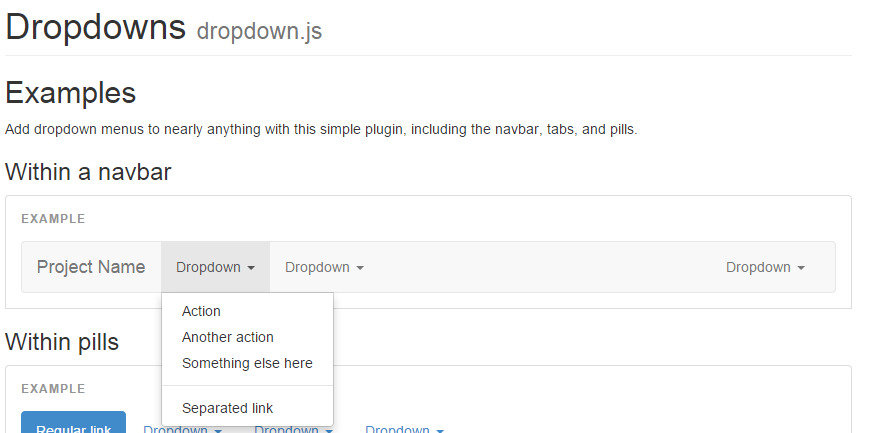 Dropdowns dropdown.js
Examples
Add dropdown menus to nearly anything with this simple plugin, including the navbar, tabs, and pills.
Within a navbar
EXAMPLE
Project Name Dropdown Dropdown Dropdown
Action
Another action
Something else here
Separated link
Within pills
EXAMPLE
Regular link Dropdown Dropdown Dropdown